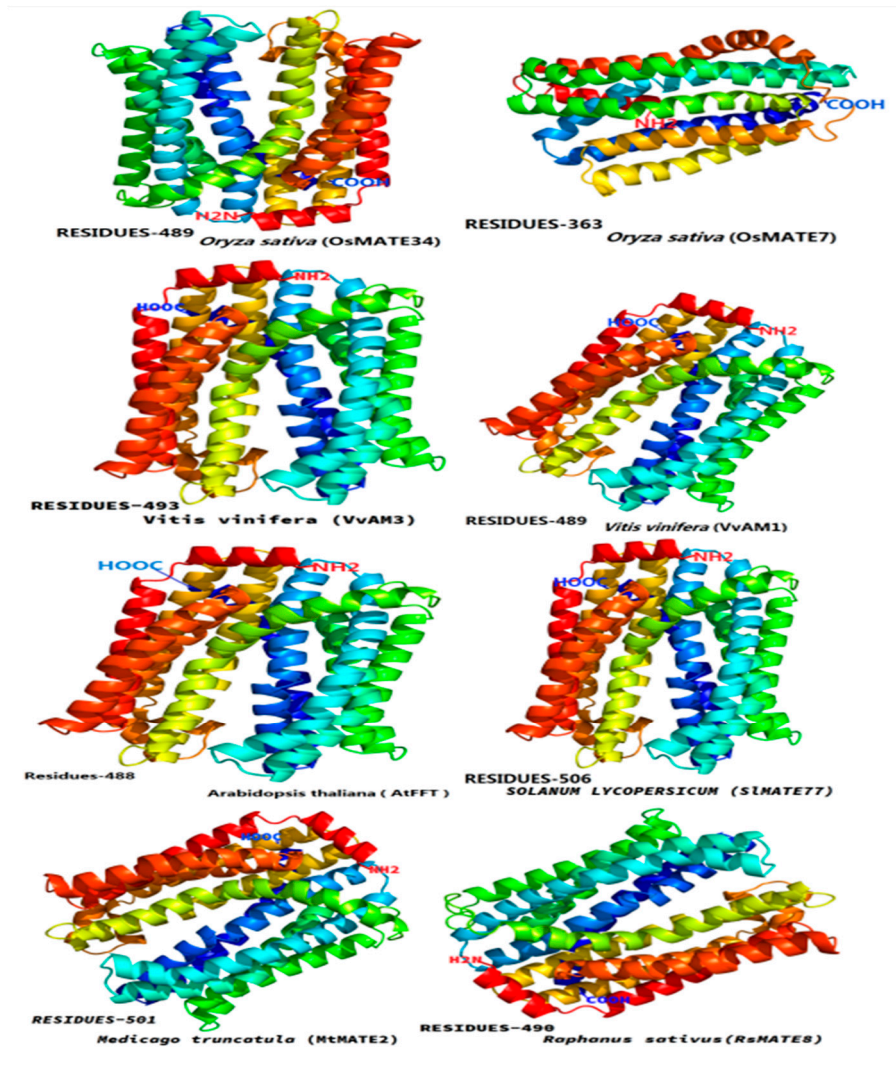 COOH
H2N
RESIDUES-489
Oryza sativa (OsMATE34)
COOH
NH2
RESIDUES-363
Oryza sativa (OsMATE7)
HOOC
NH2
RESIDUES-493
Vitis vinifera (VvAM3)
HOOC
NH2
RESIDUES-489
Vitis vinifera (VvAM1)
HOOC
NH2
Residues-488
Arabidopsis thaliana ( AtFFT )
HOOC
NH2
RESIDUES-506
SOLANUM LYCOPERSICUM (SlMATE77)
HOOC
NH2
RESIDUES-501
Medicago truncatula (MtMATE2)
H2N
COOH
RESIDUES-490
Raphanus sativus(RsMATE8)